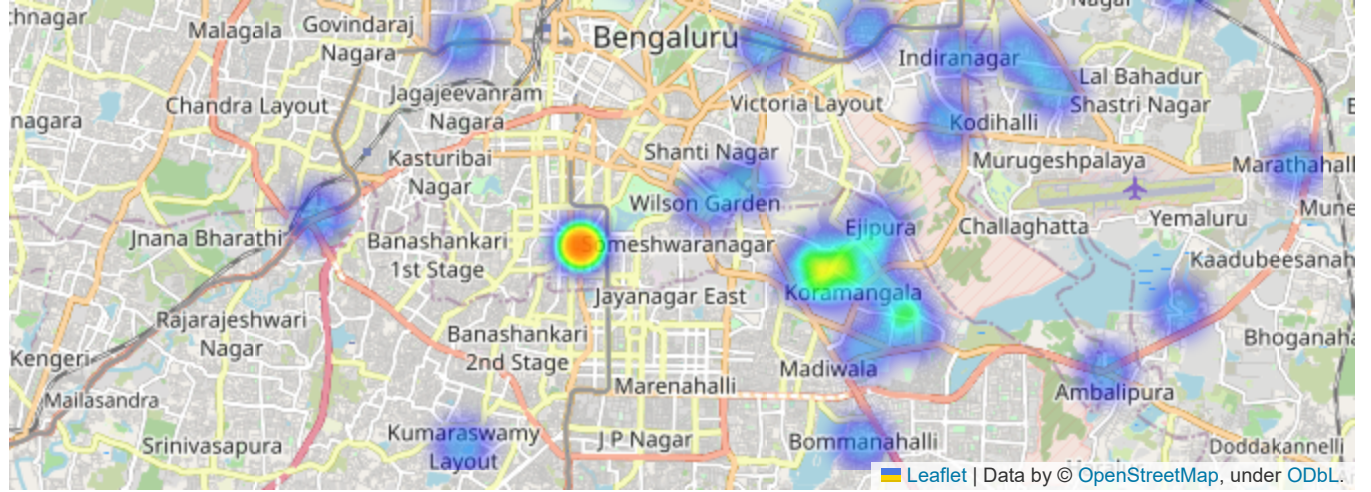 chnagar
Malagala
Govindaraj
Nagara
Bengaluru
Nagar
Indiranagar
Lal Bahadur
Shastri Nagar
Chandra Layout
Jagajeevanram
Nagara
Victoria Layout
Kodihalli
nagara
Kasturibai
Nagar
Shanti Nagar
Murugeshpalaya
Marathahall
Wilson Garden
Mune
Jnana Bharathi
Banashankari
1st Stage
Someshwaranagar
Ejipura
Challaghatta
Yemaluru
Kaadubeesanah
Jayanagar East
Koramangala
Rajarajeshwari
Nagar
Banashankari
2nd Stage
Bhoganaha
Kengeri
Madiwala
Marenahalli
Ambalipura
Mailasandra
Srinivasapura
Kumaraswamy
Layout
J P Nagar
Bommanahalli
Doddakannelli
Leaflet | Data by © OpenStreetMap, under ODbL.